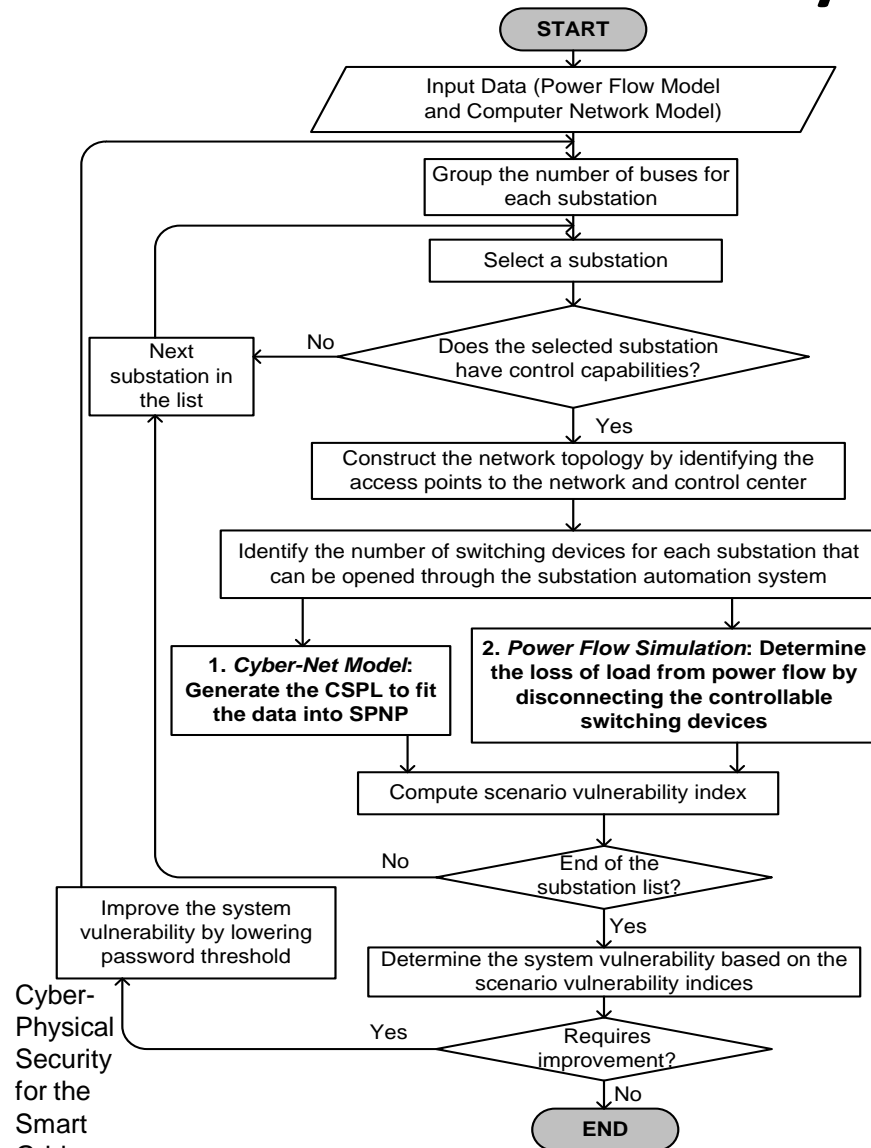 START
Input Data (Power Flow Model
and Computer Network Model)
Group the number of buses for
each substation
Select a substation
Does the selected substation
have control capabilities?
No
Next
substation in
the list
Yes
Construct the network topology by identifying the
access points to the network and control center
Identify the number of switching devices for each substation that
can be opened through the substation automation system
1. Cyber-Net Model:
Generate the CSPL to fit
the data into SPNP
2. Power Flow Simulation: Determine
the loss of load from power flow by
disconnecting the controllable
switching devices
Compute scenario vulnerability index
End of the
substation list?
No
Yes
Improve the system
vulnerability by lowering
password threshold
Determine the system vulnerability based on the
scenario vulnerability indices
Requires
improvement?
Yes
No
END
Cyber-
Physical
Security
for the
Smart